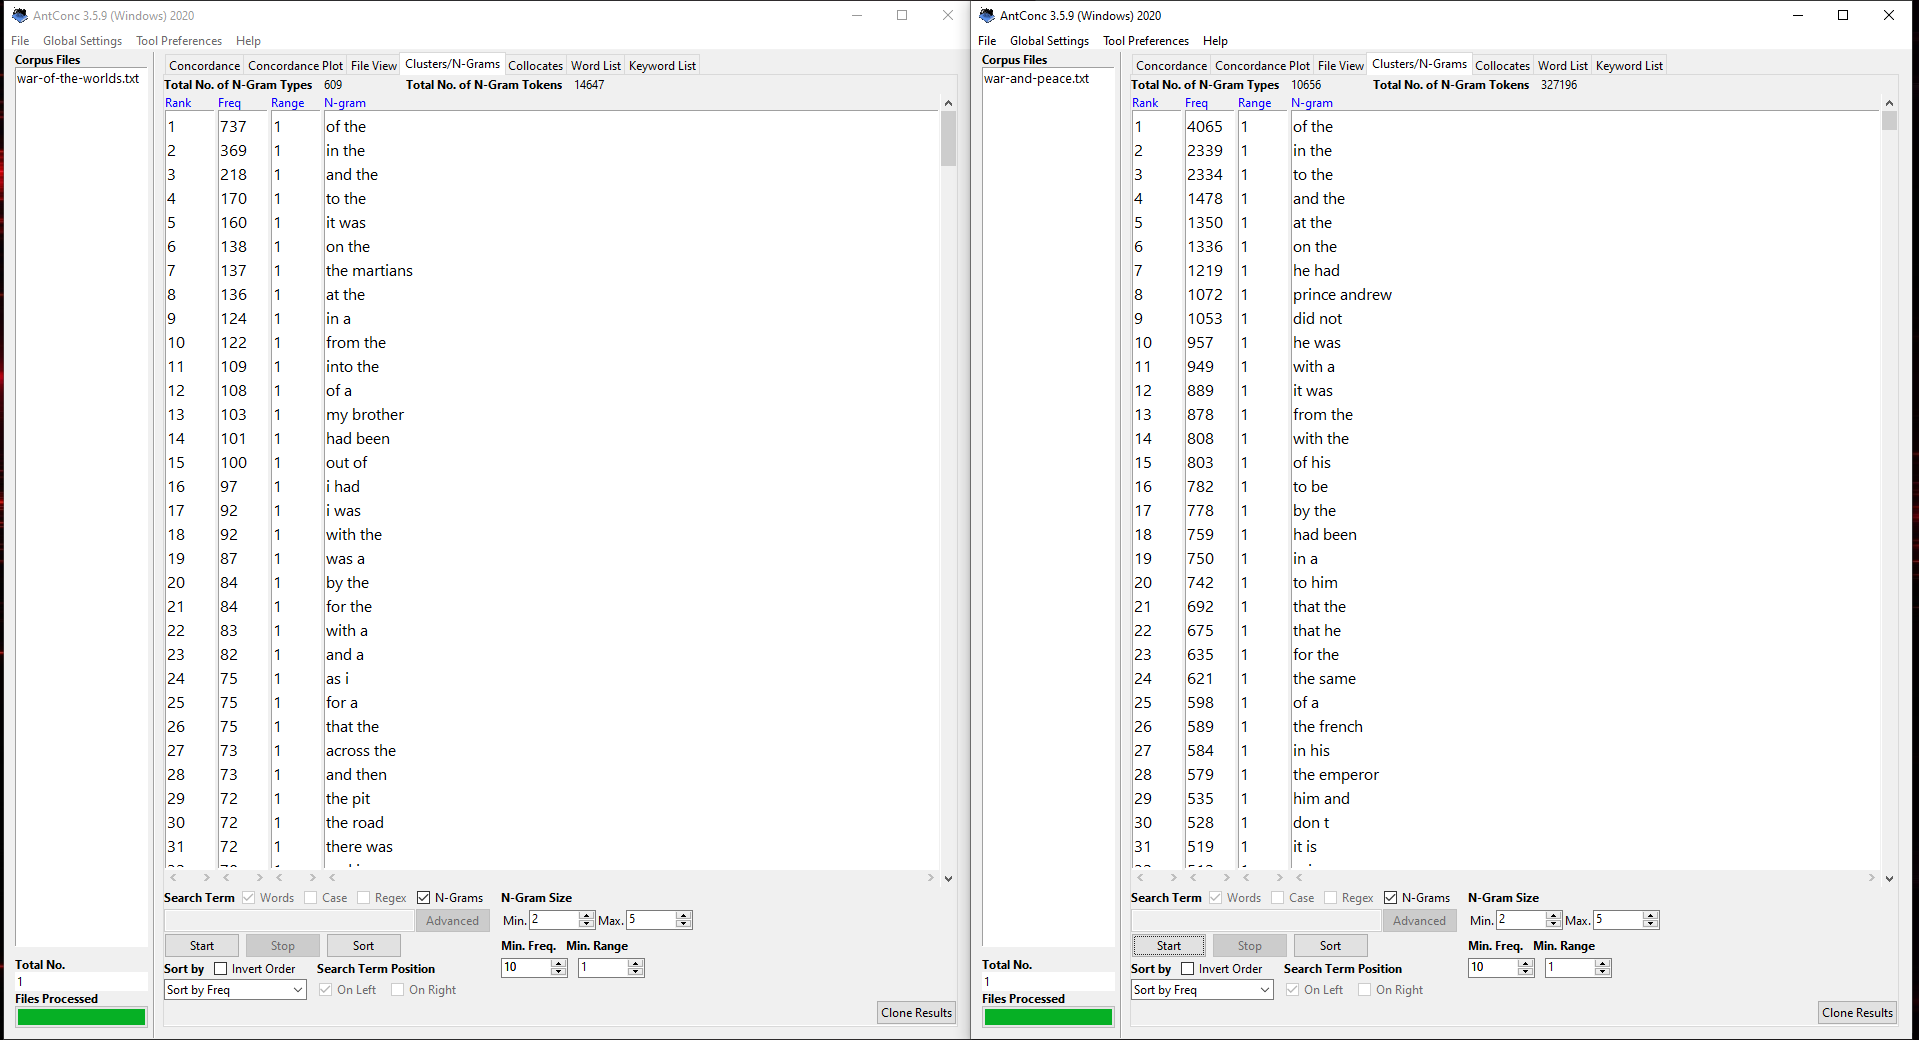 AntConc 3.5.9 (Windows) 2020
File Global Settings Tool Preferences Help
Corpus Files
war-of-the-worlds.txt
Concordance Concordance Plot File View Clusters/N-Grams Collocates Word List Keyword List
Total No. of N-Gram Types 609 Total No. of N-Gram Tokens 14647
Rank Freq Range N-gram
1 737 1 of the
2 369 1 in the
3 218 1 and the
4 170 1 to the
5 160 1 it was
6 138 1 on the
7 137 1 the martians
8 136 1 at the
9 124 1 in a
10 122 1 from the
11 109 1 into the
12 108 1 of a
13 103 1 my brother
14 101 1 had been
15 100 1 out of
16 97 1 i had
17 92 1 i was
18 92 1 with the
19 87 1 was a
20 84 1 by the
21 84 1 for the
22 83 1 with a
23 82 1 and a
24 75 1 as i
25 75 1 for a
26 75 1 that the
27 73 1 across the
28 73 1 and then
29 72 1 the pit
30 72 1 the road
31 72 1 there was
Search Term Words Case Regex N-Grams N-Gram Size
Advanced Min. 2 Max. 5
Start Stop Sort Min. Freq. Min. Range
Total No. Sort by Invert Order Search Term Position 10 1
1
Files Processed Sort by Freq On Left On Right
Clone Results
AntConc 3.5.9 (Windows) 2020
File Global Settings Tool Preferences Help
Corpus Files
war-and-peace.txt
Concordance Concordance Plot File View Clusters/N-Grams Collocates Word List Keyword List
Total No. of N-Gram Types 10656 Total No. of N-Gram Tokens 327196
Rank Freq Range N-gram
1 4065 1 of the
2 2339 1 in the
3 2334 1 to the
4 1478 1 and the
5 1350 1 at the
6 1336 1 on the
7 1219 1 he had
8 1072 1 prince andrew
9 1053 1 did not
10 957 1 he was
11 949 1 with a
12 889 1 it was
13 878 1 from the
14 808 1 with the
15 803 1 of his
16 782 1 to be
17 778 1 by the
18 759 1 had been
19 750 1 in a
20 742 1 to him
21 692 1 that the
22 675 1 that he
23 635 1 for the
24 621 1 the same
25 598 1 of a
26 589 1 the french
27 584 1 in his
28 579 1 the emperor
29 535 1 him and
30 528 1 don t
31 519 1 it is
Search Term Words Case Regex N-Grams N-Gram Size
Advanced Min. 2 Max. 5
Start Stop Sort Min. Freq. Min. Range
Total No. Sort by Invert Order Search Term Position 10 1
1
Files Processed Sort by Freq On Left On Right
Clone Results